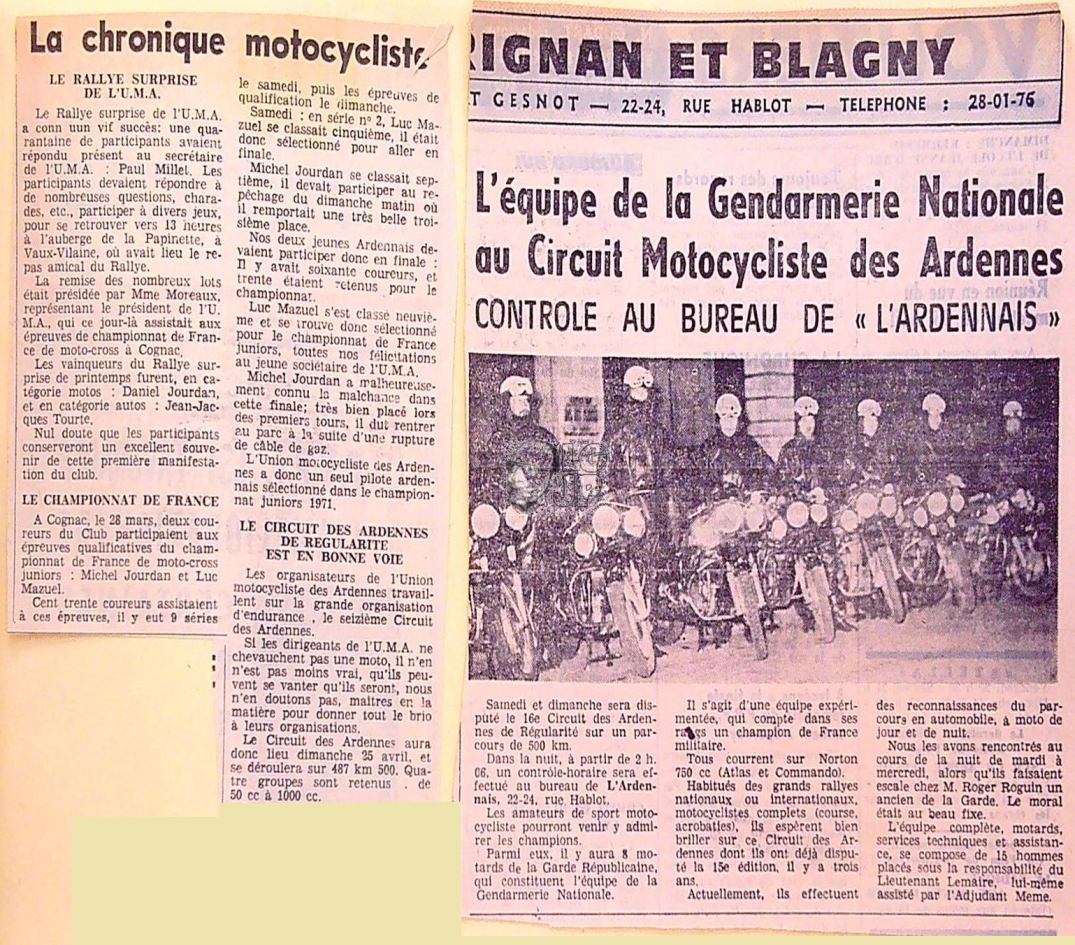 La chronique motocycliste
LE RALLYE SURPRISE
DE L'U.M.A.
Le Rallye surprise de l'U.M.A.
a conn uun vif succès: une qua-
rantaine de participants avaient
répondu présent au secrétaire
de l'U.M.A. : Paul Millet. Les
participants devaient répondre à
de nombreuses questions, chara-
des, etc., participer à divers jeux,
pour se retrouver vers 13 heures
à l'auberge de la Papinette, à
Vaux-Vilaine, où avait lieu le re-
pas amical du Rallye.
La remise des nombreux lots
était présidée par Mme Moreaux,
représentant le président de l'U.
M.A., qui ce jour-là assistait aux
épreuves de championnat de Fran-
ce de moto-cross à Cognac.
Les vainqueurs du Rallye sur-
prise de printemps furent, en ca-
tégorie motos : Daniel Jourdan,
et en catégorie autos : Jean-Jac-
ques Tourte.
Nul doute que les participants
conserveront un excellent souve-
nir de cette première manifesta-
tion du club.
LE CHAMPIONNAT DE FRANCE
A Cognac, le 28 mars, deux cou-
reurs du Club participaient aux
épreuves qualificatives du cham-
pionnat de France de moto-cross
juniors : Michel Jourdan et Luc
Mazuel.
Cent trente coureurs assistaient
à ces épreuves, il y eut 9 séries
le samedi, puis les épreuves de
qualification le dimanche.
Samedi : en série n° 2, Luc Ma-
zuel se classait cinquième, il était
donc sélectionné pour aller en
finale.
Michel Jourdan se classait sep-
tième, il devait participer au re-
pêchage du dimanche matin où
il remportait une très belle troi-
sième place.
Nos deux jeunes Ardennais de-
vaient participer donc en finale :
Il y avait soixante coureurs, et
trente étaient retenus pour le
championnat.
Luc Mazuel s'est classé neuviè-
me et se trouve donc sélectionné
pour le championnat de France
juniors, toutes nos félicitations
au jeune sociétaire de l'U.M.A.
Michel Jourdan a malheureuse-
ment connu la malchance dans
cette finale; très bien placé lors
des premiers tours, il dut rentrer
au parc à la suite d'une rupture
de câble de gaz.
L'Union motocycliste des Arden-
nes a donc un seul pilote arden-
nais sélectionné dans le champion-
nat juniors 1971.
LE CIRCUIT DES ARDENNES
DE REGULARITE
EST EN BONNE VOIE
Les organisateurs de l'Union
motocycliste des Ardennes travail-
lent sur la grande organisation
d'endurance , le seizième Circuit
des Ardennes.
Si les dirigeants de l'U.M.A. ne
chevauchent pas une moto, il n'en
n'est pas moins vrai, qu'ils peu-
vent se vanter qu'ils seront, nous
n'en doutons pas, maîtres en la
matière pour donner tout le brio
à leurs organisations.
Le Circuit des Ardennes aura
donc lieu dimanche 25 avril, et
se déroulera sur 487 km 500. Qua-
tre groupes sont retenus . de
50 cc à 1000 cc.
RIGNAN ET BLAGNY
T GESNOT — 22-24, RUE HABLOT — TELEPHONE : 28-01-76
L'équipe de la Gendarmerie Nationale
au Circuit Motocycliste des Ardennes
CONTROLE AU BUREAU DE « L'ARDENNAIS »
Samedi et dimanche sera dis-
puté le 16e Circuit des Arden-
nes de Régularité sur un par-
cours de 500 km.
Dans la nuit, à partir de 2 h.
06, un contrôle-horaire sera ef-
fectué au bureau de L'Arden-
nais, 22-24, rue Hablot.
Les amateurs de sport moto-
cycliste pourront venir y admi-
rer les champions.
Parmi eux, il y aura 8 mo-
tards de la Garde Républicaine,
qui constituent l'équipe de la
Gendarmerie Nationale.
Il s'agit d'une équipe expéri-
mentée, qui compte dans ses
rangs un champion de France
militaire.
Tous courrent sur Norton
750 cc (Atlas et Commando).
Habitués des grands rallyes
nationaux ou internationaux,
motocyclistes complets (course,
acrobaties), ils espèrent bien
briller sur ce Circuit des Ar-
dennes dont ils ont déjà dispu-
té la 15e édition, il y a trois
ans.
Actuellement, ils effectuent
des reconnaissances du par-
cours en automobile, à moto de
jour et de nuit.
Nous les avons rencontrés au
cours de la nuit de mardi à
mercredi, alors qu'ils faisaient
escale chez M. Roger Roguin un
ancien de la Garde. Le moral
était au beau fixe.
L'équipe complète, motards,
services techniques et assistan-
ce, se compose de 15 hommes
placés sous la responsabilité du
Lieutenant Lemaire, lui-même
assisté par l'Adjudant Meme.